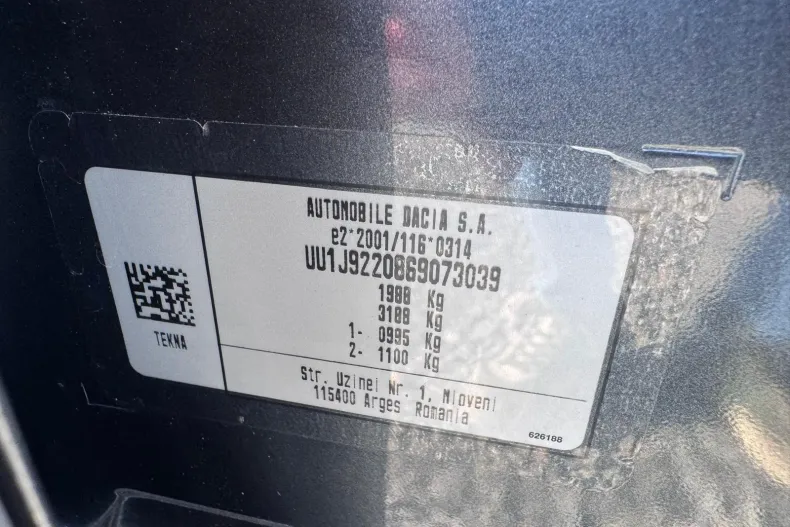 AUTOMOBILE DACIA S.A.
e2*2001/116*0314
UU1J9220869073039
1988 Kg
3188 Kg
1- 0995 Kg
2- 1100 Kg
TEKNA
Str. Uzinei Nr. 1, Mioveni
115400 Arges Romania
626188